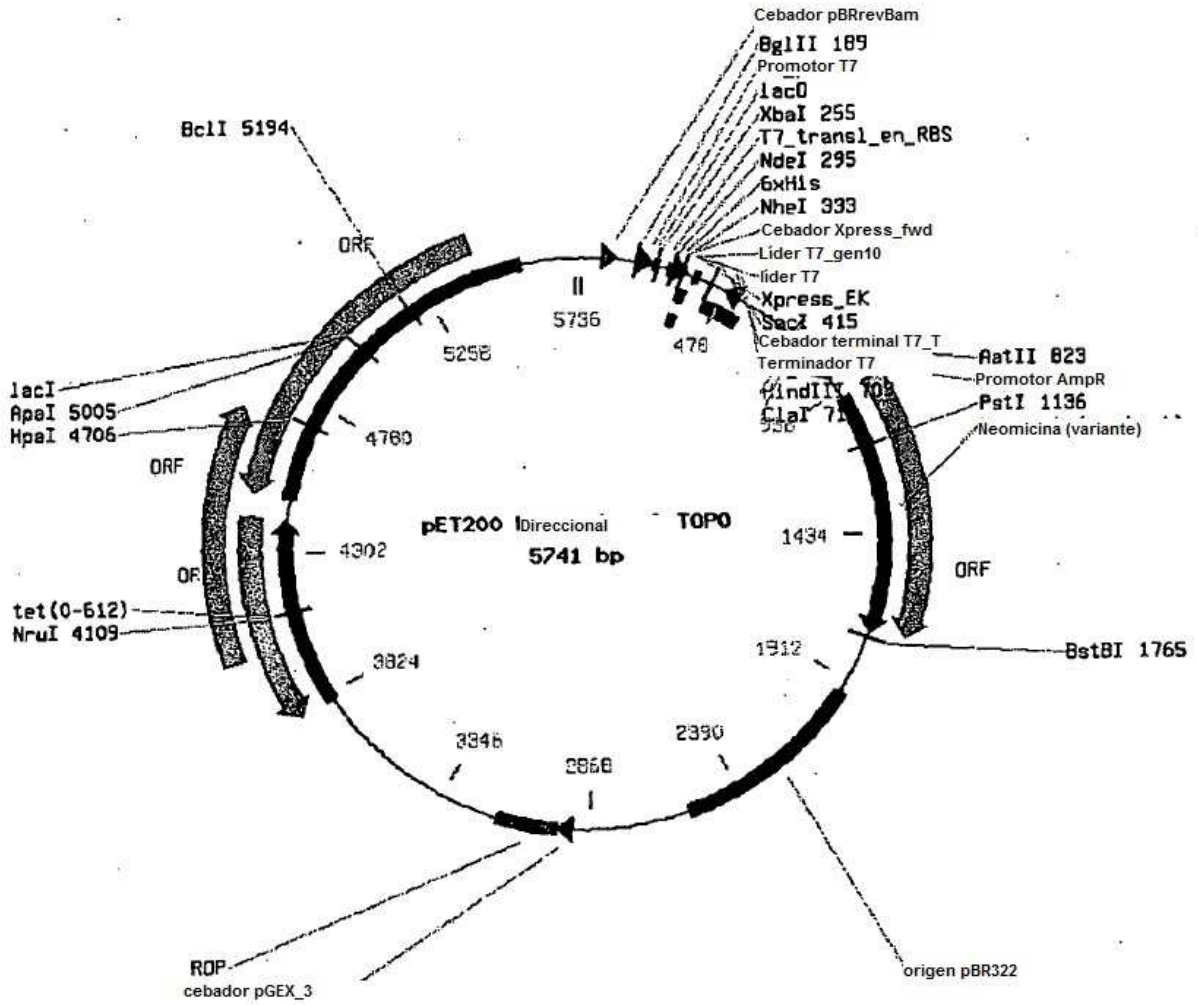 Cebador pBRrevBam
BglII 189
Promotor T7
lacO
XbaI 255
T7_transl_en_RBS
NdeI 295
6xHis
NheI 333
Cebador Xpress_fwd
Líder T7_gen10
líder T7
Xpress_EK
SacI 415
Cebador terminal T7_T
Terminador T7
HindIII 709
ClaI 71
AatII 823
Promotor AmpR
PstI 1136
Neomicina (variante)
BclI 5194
ORF
5736
478
5258
lacI
ApaI 5005
HpaI 4706
4780
ORF
pET200 Direccional TOPO
5741 bp
1434
ORF
4302
OR
tet(0-612)
NruI 4109
3824
1912
BstBI 1765
3346
2868
2390
ROP
cebador pGEX_3
origen pBR322